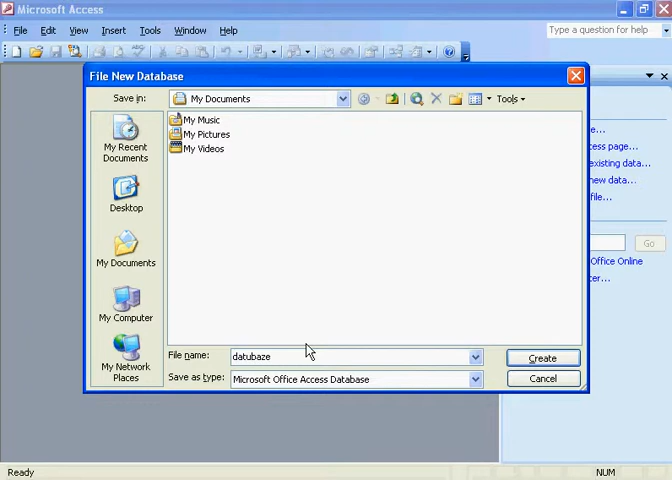 Microsoft Access
File Edit View Insert Tools Window Help
Type a question for help
File New Database
Save in: My Documents
Tools
My Music
My Pictures
My Videos
My Recent
Documents
Desktop
My Documents
My Computer
My Network
Places
e...
cess page...
existing data...
new data...
file...
Go
Office Online
ter...
File name: datubaze
Create
Save as type: Microsoft Office Access Database
Cancel
Ready
NUM